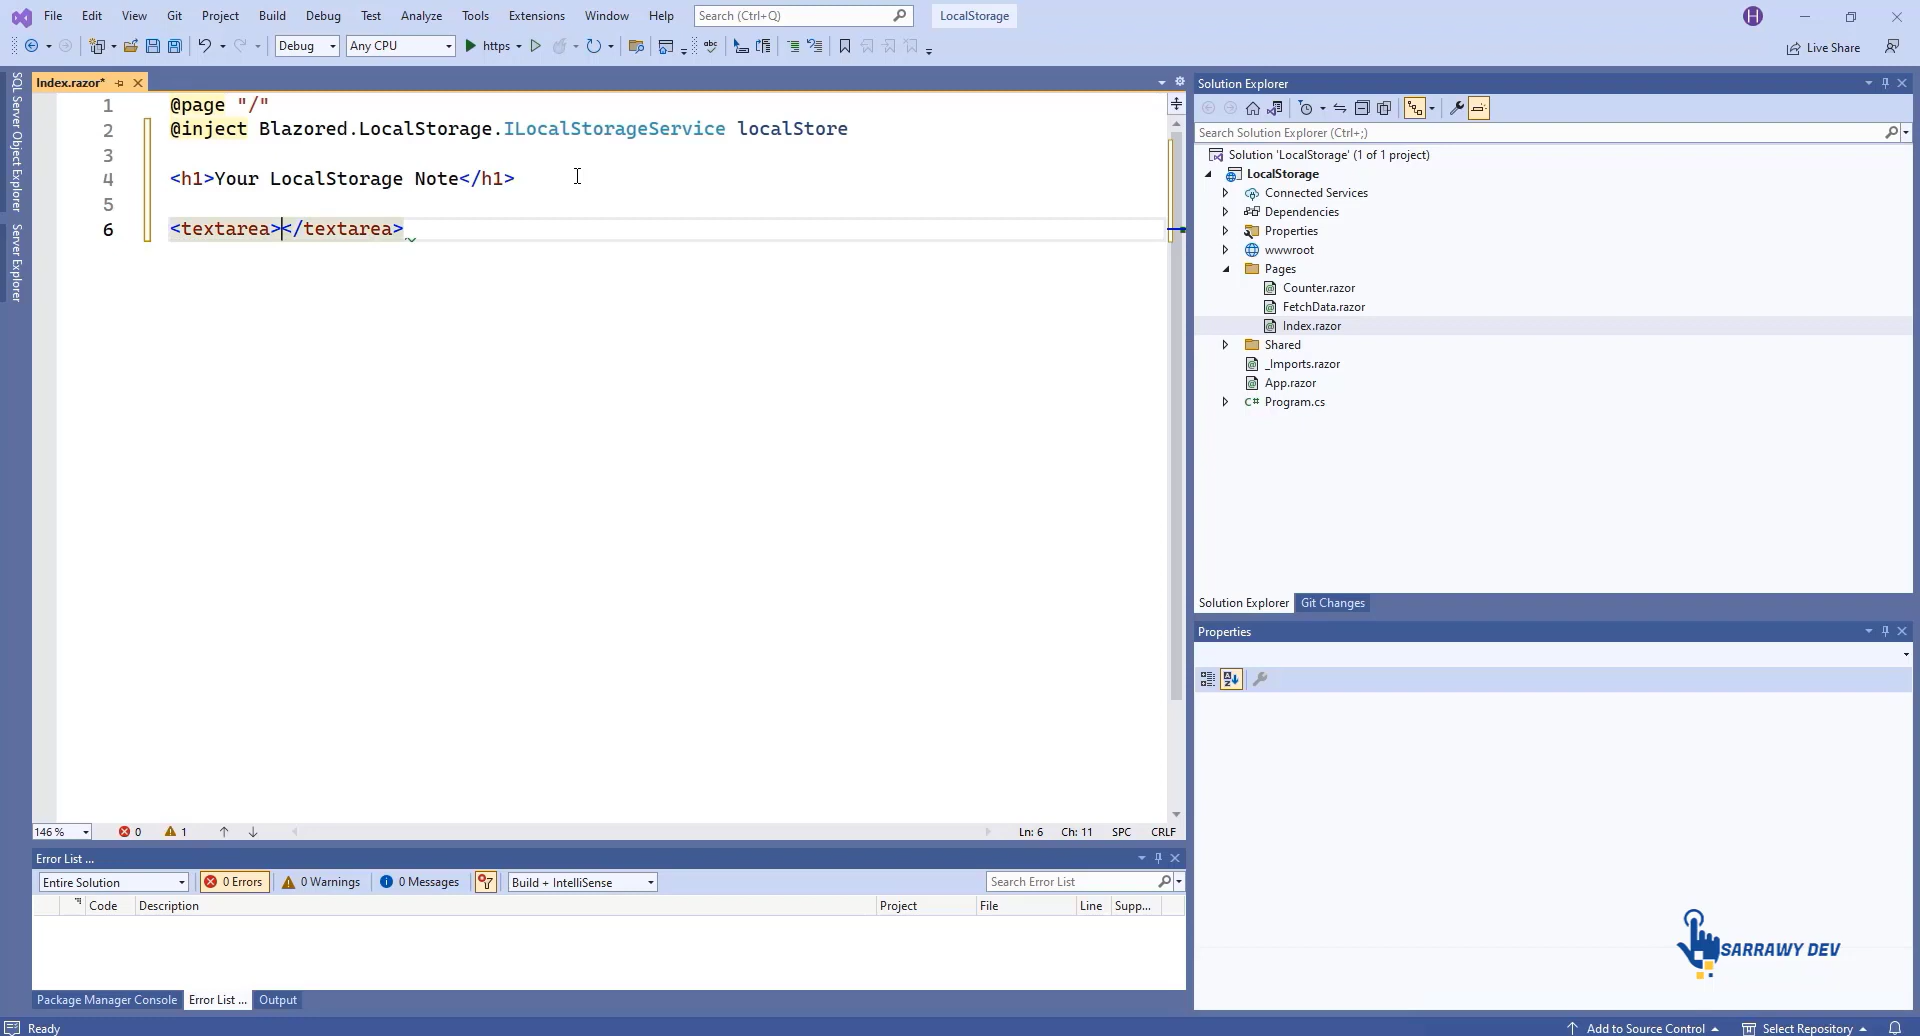 File Edit View Git Project Build Debug Test Analyze Tools Extensions Window Help Search (Ctrl+Q) LocalStorage H
Debug Any CPU https Live Share
SQL Server Object Explorer
Server Explorer
Index.razor*
1 @page "/"
2 @inject Blazored.LocalStorage.ILocalStorageService localStore
3
4 <h1>Your LocalStorage Note</h1>
5
6 <textarea></textarea>
146 % 0 1 Ln: 6 Ch: 11 SPC CRLF
Error List ...
Entire Solution 0 Errors 0 Warnings 0 Messages Build + IntelliSense Search Error List
Code Description Project File Line Supp...
Package Manager Console Error List ... Output
Solution Explorer
Search Solution Explorer (Ctrl+;)
Solution 'LocalStorage' (1 of 1 project)
LocalStorage
Connected Services
Dependencies
Properties
wwwroot
Pages
Counter.razor
FetchData.razor
Index.razor
Shared
_Imports.razor
App.razor
C# Program.cs
Solution Explorer Git Changes
Properties
SARRAWY DEV
Ready Add to Source Control Select Repository